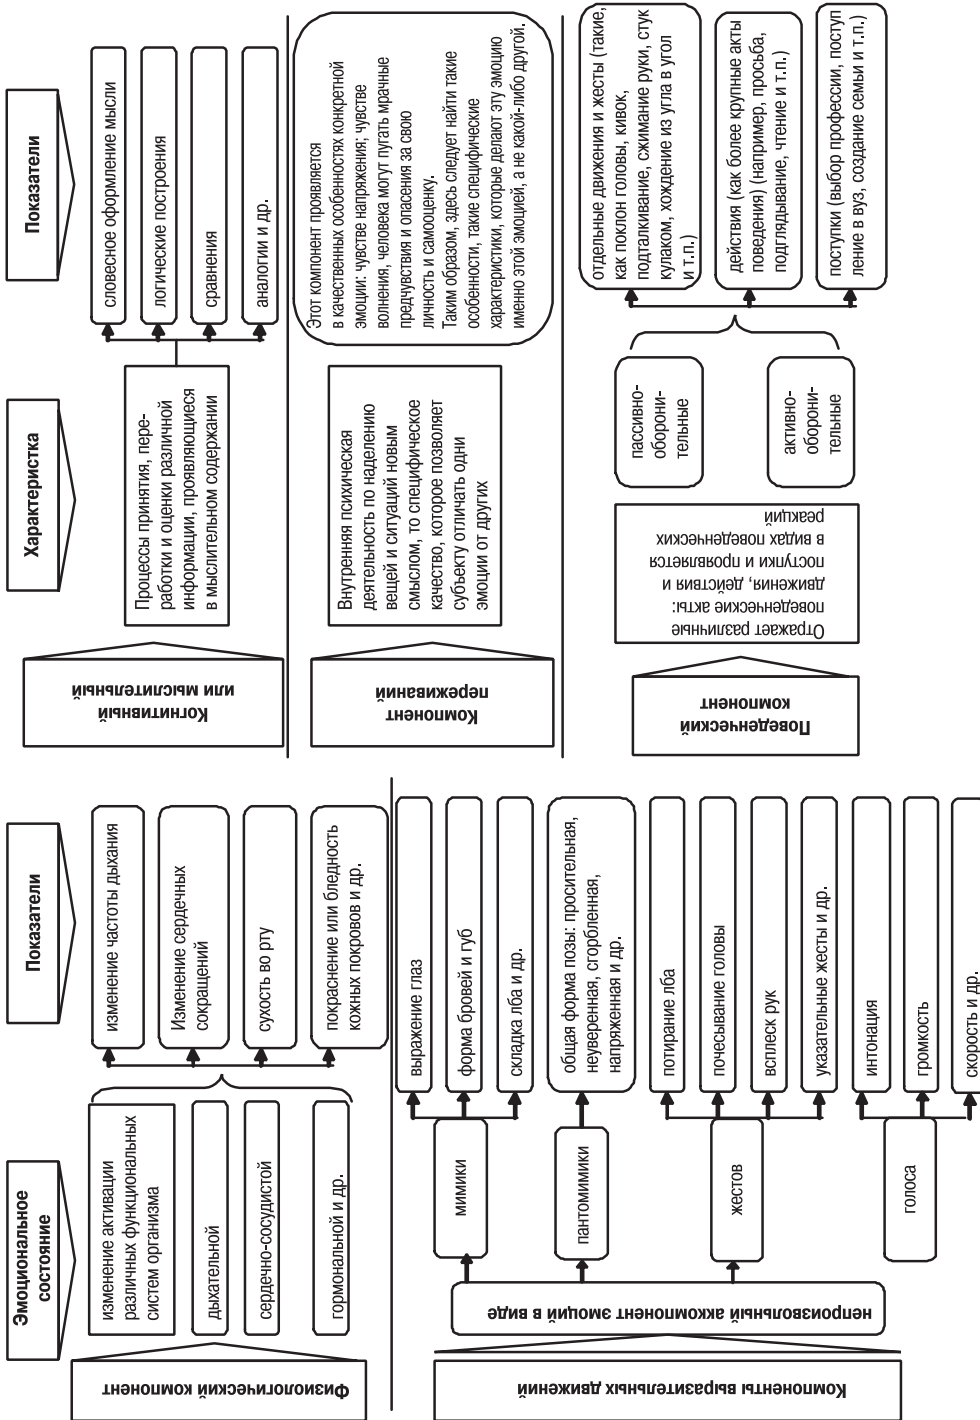 Эмоциональное
состояние
Показатели
Физиологический компонент
изменение активации
различных функциональных
систем организма
дыхательной
сердечно-сосудистой
гормональной и др.
изменение частоты дыхания
Изменение сердечных
сокращений
сухость во рту
покраснение или бледность
кожных покровов и др.
Компоненты выразительных движений
непроизвольный аккомпонент эмоций в виде
мимики
выражение глаз
форма бровей и губ
складка лба и др.
пантомимики
общая форма позы: просительная,
неуверенная, сгорбленная,
напряженная и др.
жестов
потирание лба
почесывание головы
всплеск рук
указательные жесты и др.
голоса
интонация
громкость
скорость и др.
Характеристка
Показатели
Когнитивный
или мыслительный
Процессы принятия, пере-
работки и оценки различной
информации, проявляющиеся
в мыслительном содержании
словесное оформление мысли
логические построения
сравнения
аналогии и др.
Компонент
переживаний
Внутренняя психическая
деятельность по наделению
вещей и ситуаций новым
смыслом, то специфическое
качество, которое позволяет
субъекту отличать одни
эмоции от других
Этот компонент проявляется
в качественных особенностях конкретной
эмоции: чувстве напряжения; чувстве
волнения, человека могут пугать мрачные
предчувствия и опасения за свою
личность и самооценку.
Таким образом, здесь следует найти такие
особенности, такие специфические
характеристики, которые делают эту эмоцию
именно этой эмоцией, а не какой-либо другой.
Поведенческий
компонент
Отражает различные
поведенческие акты:
движения, действия и
поступки и проявляется
в видах поведенческих
реакций
пассивно-
оборони-
тельные
активно-
оборони-
тельные
отдельные движения и жесты (такие,
как поклон головы, кивок,
подталкивание, сжимание руки, стук
кулаком, хождение из угла в угол
и т.п.)
действия (как более крупные акты
поведения) (например, просьба,
подглядывание, чтение и т.п.)
поступки (выбор профессии, поступ
ление в вуз, создание семьи и т.п.)